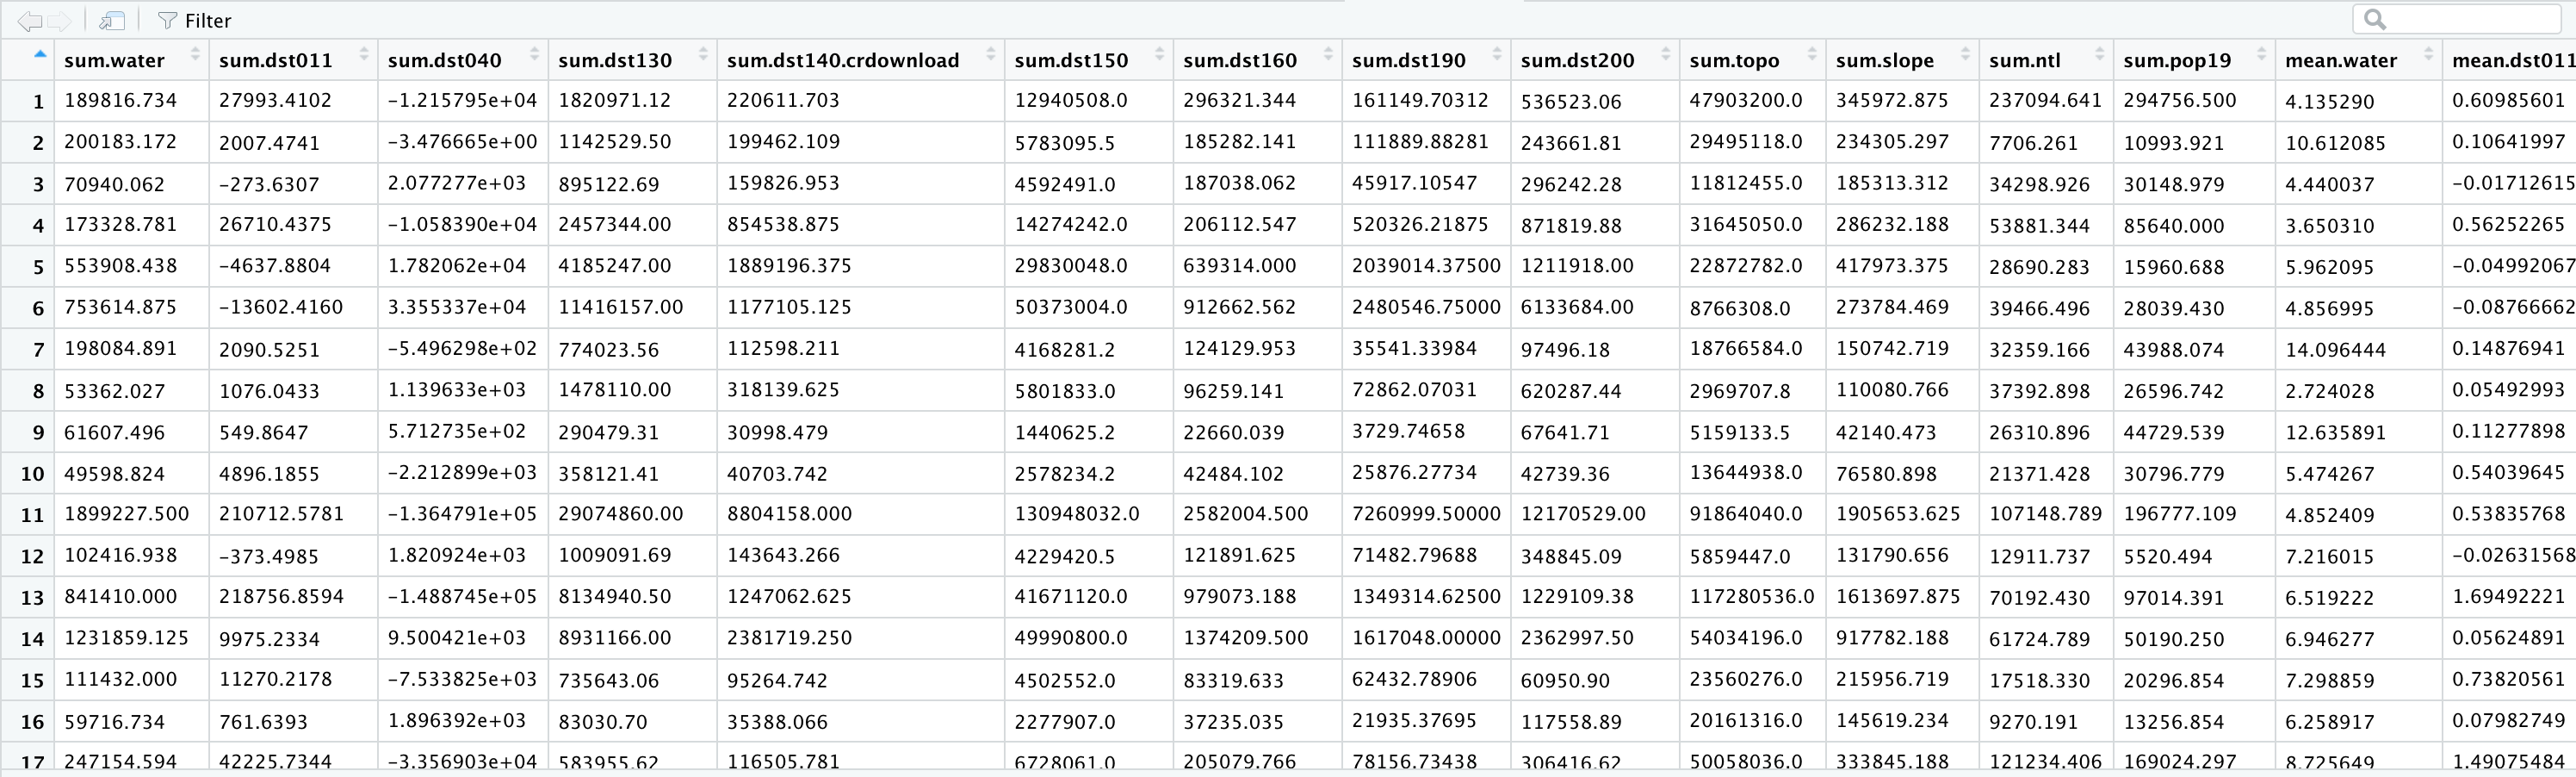 Filter
sum.water sum.dst011 sum.dst040 sum.dst130 sum.dst140.crdownload sum.dst150 sum.dst160 sum.dst190 sum.dst200 sum.topo sum.slope sum.ntl sum.pop19 mean.water mean.dst011
1 189816.734 27993.4102 −1.215795e+04 1820971.12 220611.703 12940508.0 296321.344 161149.70312 536523.06 47903200.0 345972.875 237094.641 294756.500 4.135290 0.60985601
2 200183.172 2007.4741 −3.476665e+00 1142529.50 199462.109 5783095.5 185282.141 111889.88281 243661.81 29495118.0 234305.297 7706.261 10993.921 10.612085 0.10641997
3 70940.062 −273.6307 2.077277e+03 895122.69 159826.953 4592491.0 187038.062 45917.10547 296242.28 11812455.0 185313.312 34298.926 30148.979 4.440037 −0.01712615
4 173328.781 26710.4375 −1.058390e+04 2457344.00 854538.875 14274242.0 206112.547 520326.21875 871819.88 31645050.0 286232.188 53881.344 85640.000 3.650310 0.56252265
5 553908.438 −4637.8804 1.782062e+04 4185247.00 1889196.375 29830048.0 639314.000 2039014.37500 1211918.00 22872782.0 417973.375 28690.283 15960.688 5.962095 −0.04992067
6 753614.875 −13602.4160 3.355337e+04 11416157.00 1177105.125 50373004.0 912662.562 2480546.75000 6133684.00 8766308.0 273784.469 39466.496 28039.430 4.856995 −0.08766662
7 198084.891 2090.5251 −5.496298e+02 774023.56 112598.211 4168281.2 124129.953 35541.33984 97496.18 18766584.0 150742.719 32359.166 43988.074 14.096444 0.14876941
8 53362.027 1076.0433 1.139633e+03 1478110.00 318139.625 5801833.0 96259.141 72862.07031 620287.44 2969707.8 110080.766 37392.898 26596.742 2.724028 0.05492993
9 61607.496 549.8647 5.712735e+02 290479.31 30998.479 1440625.2 22660.039 3729.74658 67641.71 5159133.5 42140.473 26310.896 44729.539 12.635891 0.11277898
10 49598.824 4896.1855 −2.212899e+03 358121.41 40703.742 2578234.2 42484.102 25876.27734 42739.36 13644938.0 76580.898 21371.428 30796.779 5.474267 0.54039645
11 1899227.500 210712.5781 −1.364791e+05 29074860.00 8804158.000 130948032.0 2582004.500 7260999.50000 12170529.00 91864040.0 1905653.625 107148.789 196777.109 4.852409 0.53835768
12 102416.938 −373.4985 1.820924e+03 1009091.69 143643.266 4229420.5 121891.625 71482.79688 348845.09 5859447.0 131790.656 12911.737 5520.494 7.216015 −0.02631568
13 841410.000 218756.8594 −1.488745e+05 8134940.50 1247062.625 41671120.0 979073.188 1349314.62500 1229109.38 117280536.0 1613697.875 70192.430 97014.391 6.519222 1.69492221
14 1231859.125 9975.2334 9.500421e+03 8931166.00 2381719.250 49990800.0 1374209.500 1617048.00000 2362997.50 54034196.0 917782.188 61724.789 50190.250 6.946277 0.05624891
15 111432.000 11270.2178 −7.533825e+03 735643.06 95264.742 4502552.0 83319.633 62432.78906 60950.90 23560276.0 215956.719 17518.330 20296.854 7.298859 0.73820561
16 59716.734 761.6393 1.896392e+03 83030.70 35388.066 2277907.0 37235.035 21935.37695 117558.89 20161316.0 145619.234 9270.191 13256.854 6.258917 0.07982749
17 247154.594 42225.7344 −3.356903e+04 583955.62 116505.781 6728061.0 205079.766 78156.73438 306416.62 50058036.0 333845.188 121234.406 169024.297 8.725649 1.49075484